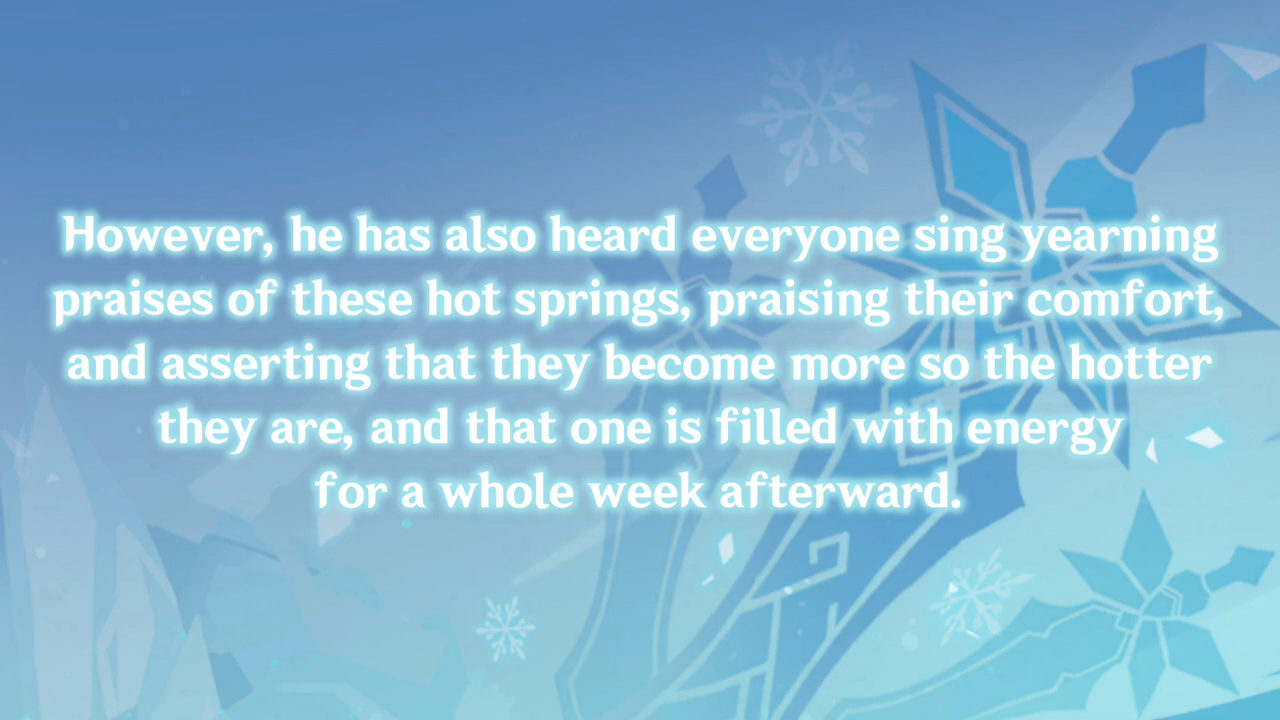 However, he has also heard everyone sing yearning
praises of these hot springs, praising their comfort,
and asserting that they become more so the hotter
they are, and that one is filled with energy
for a whole week afterward.